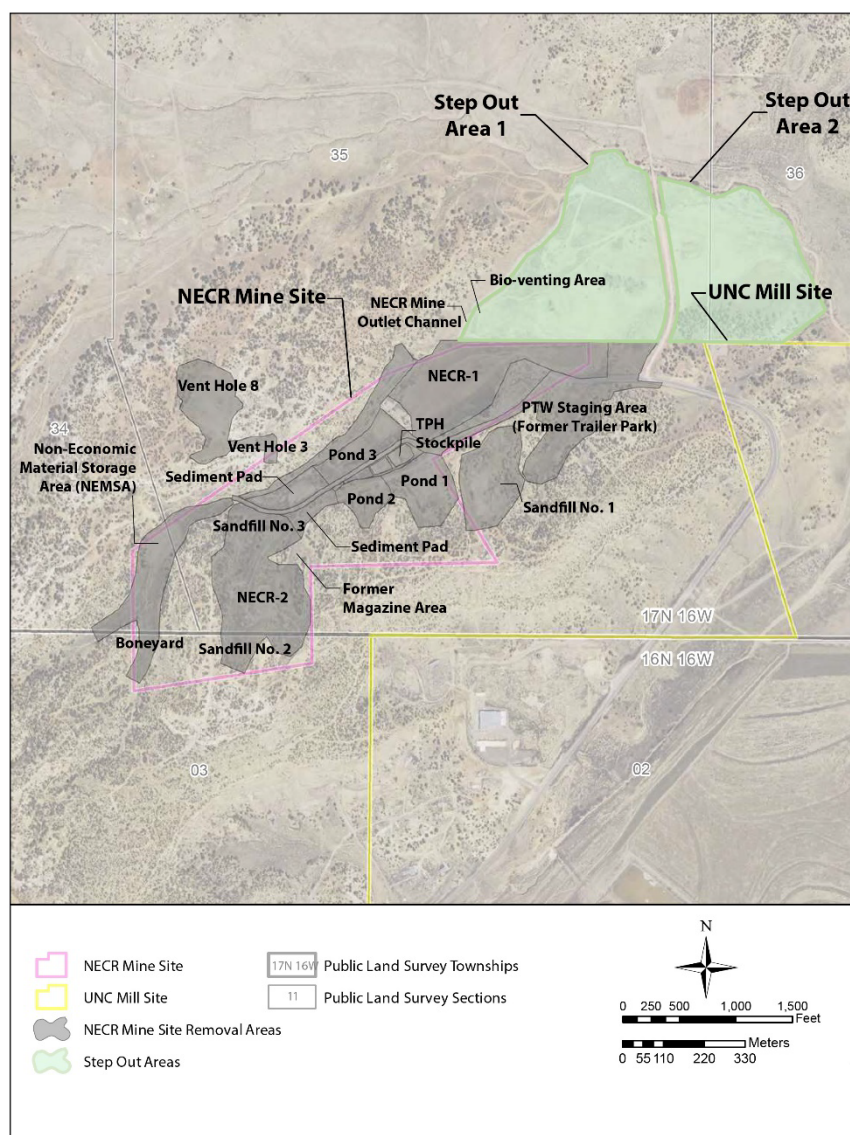 Step Out
Area 1
Step Out
Area 2
35
36
NECR Mine Site
NECR Mine
Outlet Channel
Bio-venting Area
UNC Mill Site
NECR-1
Vent Hole 8
34
Non-Economic
Material Storage
Area (NEMSA)
Vent Hole 3
Sediment Pad
Pond 3
TPH
Stockpile
PTW Staging Area
(Former Trailer Park)
Pond 1
Pond 2
Sandfill No. 1
Sandfill No. 3
Sediment Pad
NECR-2
Former
Magazine Area
Boneyard
Sandfill No. 2
17N 16W
16N 16W
03
02
NECR Mine Site
UNC Mill Site
NECR Mine Site Removal Areas
Step Out Areas
17N 16W Public Land Survey Townships
11 Public Land Survey Sections
N
0 250 500 1,000 1,500
Feet
Meters
0 55 110 220 330